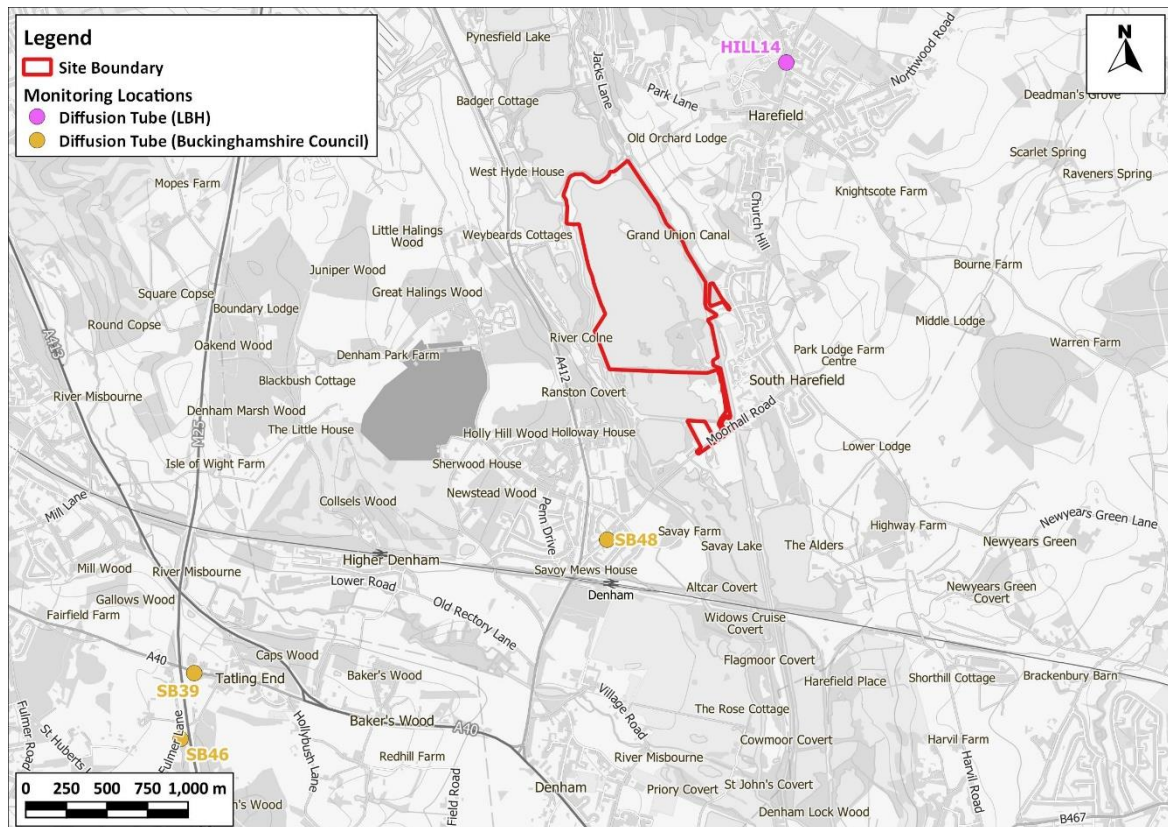 Legend
Site Boundary
Monitoring Locations
Diffusion Tube (LBH)
Diffusion Tube (Buckinghamshire Council)
N
Pynesfield Lake
Jacks Lane
HILL14
Northwood Road
Badger Cottage
Park Lane
Deadman's Grove
Harefield
Old Orchard Lodge
Scarlet Spring
Mopes Farm
West Hyde House
Raveners Spring
Knightscote Farm
Church Hill
Little Halings
Wood
Weybeards Cottages
Grand Union Canal
Juniper Wood
Bourne Farm
Square Copse
Great Halings Wood
Boundary Lodge
Round Copse
Middle Lodge
A413
River Colne
Warren Farm
Oakend Wood
Denham Park Farm
Park Lodge Farm
Centre
A412
Blackbush Cottage
South Harefield
River Misbourne
Ranston Covert
Denham Marsh Wood
M25
The Little House
Moorhall Road
Holly Hill Wood
Holloway House
Lower Lodge
Isle of Wight Farm
Sherwood House
Mill Lane
Newstead Wood
Collsels Wood
Penn Drive
Newyears Green Lane
Highway Farm
Savay Farm
SB48
Savay Lake
The Alders
Newyears Green
Higher Denham
Mill Wood
River Misbourne
Savoy Mews House
Lower Road
Altcar Covert
Newyears Green
Covert
Denham
Gallows Wood
Fairfield Farm
Old Rectory Lane
Widows Cruise
Covert
A40
Caps Wood
Flagmoor Covert
Tatling End
Baker's Wood
Harefield Place
Shorthill Cottage
Brackenbury Barn
SB39
Village Road
The Rose Cottage
Baker's Wood
A40
Fulmer Lane
Hollybush Lane
SB46
Cowmoor Covert
Harvil Farm
Redhill Farm
River Misbourne
Harvil Road
Field Road
St John's Covert
Priory Covert
Denham
Denham Lock Wood
B467
0 250 500 750 1,000 m